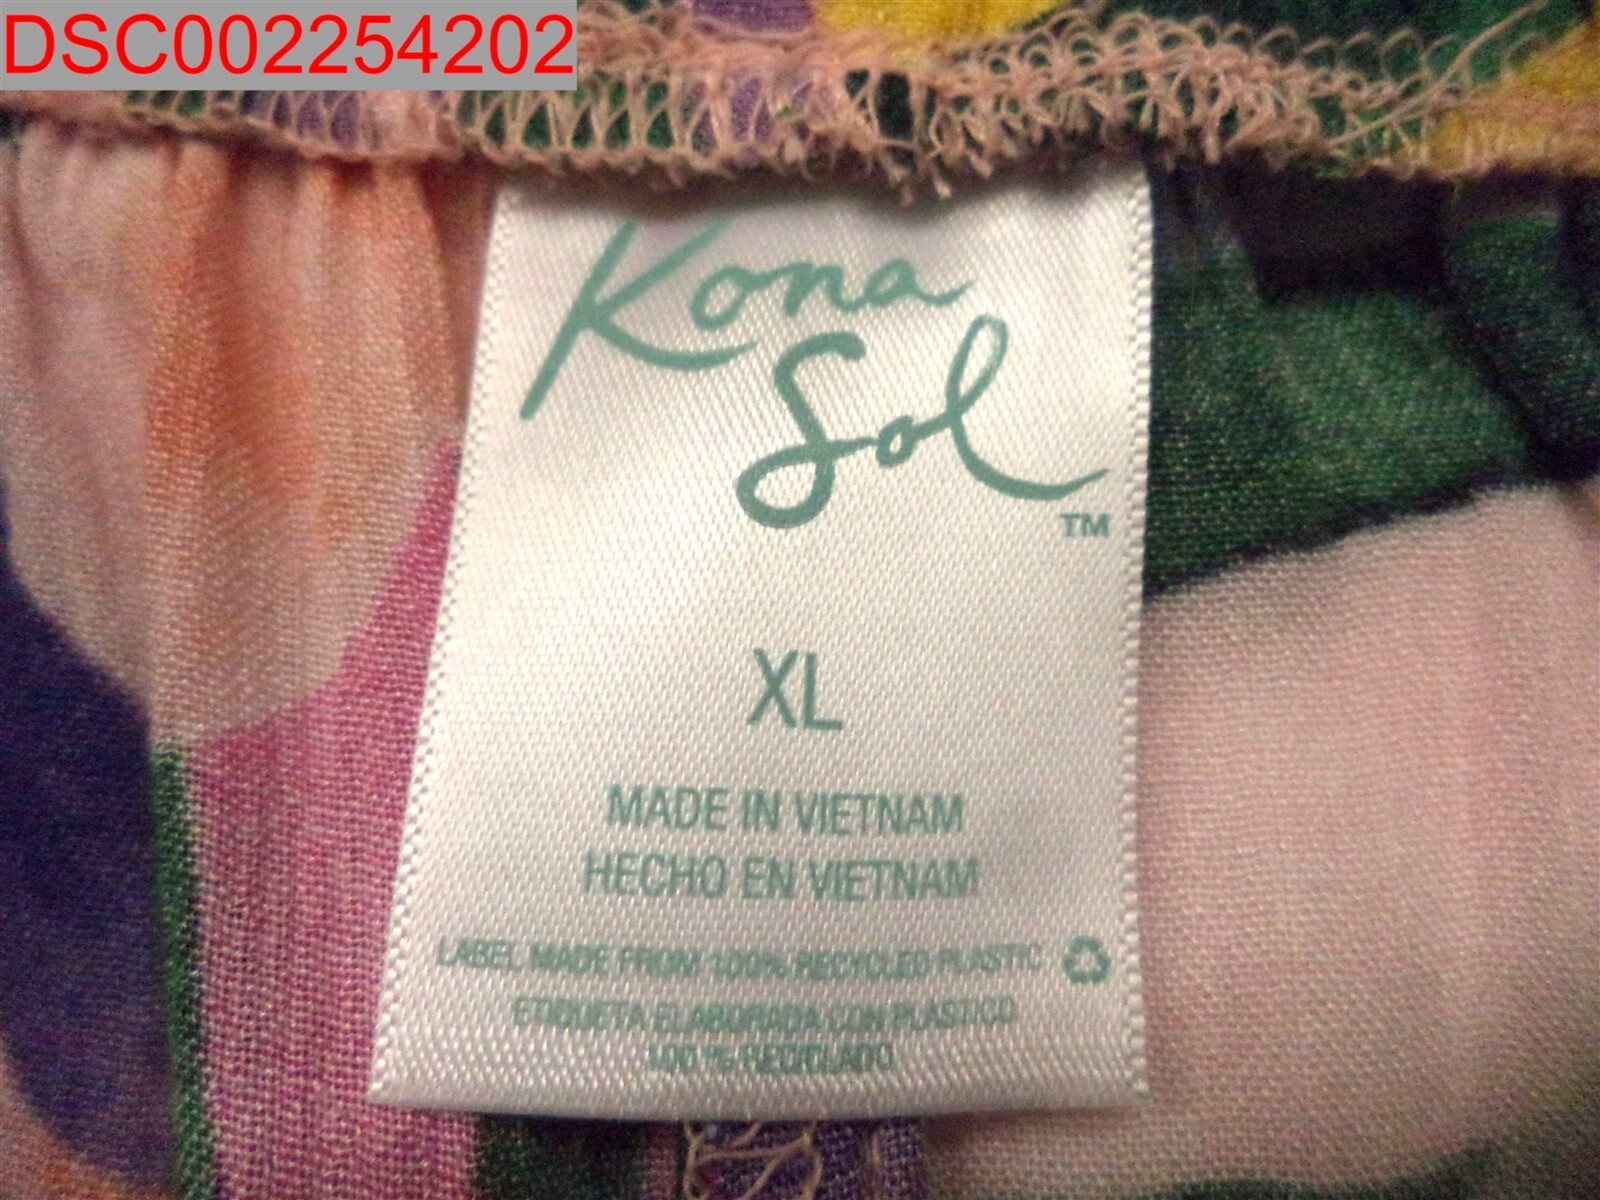 DSC002254202
Kona
Sol
TM
XL
MADE IN VIETNAM
HECHO EN VIETNAM
LABEL MADE FROM 100% RECYCLED PLASTIC
ETIQUETA ELABORADA CON PLASTICO
100 % RECICLADO